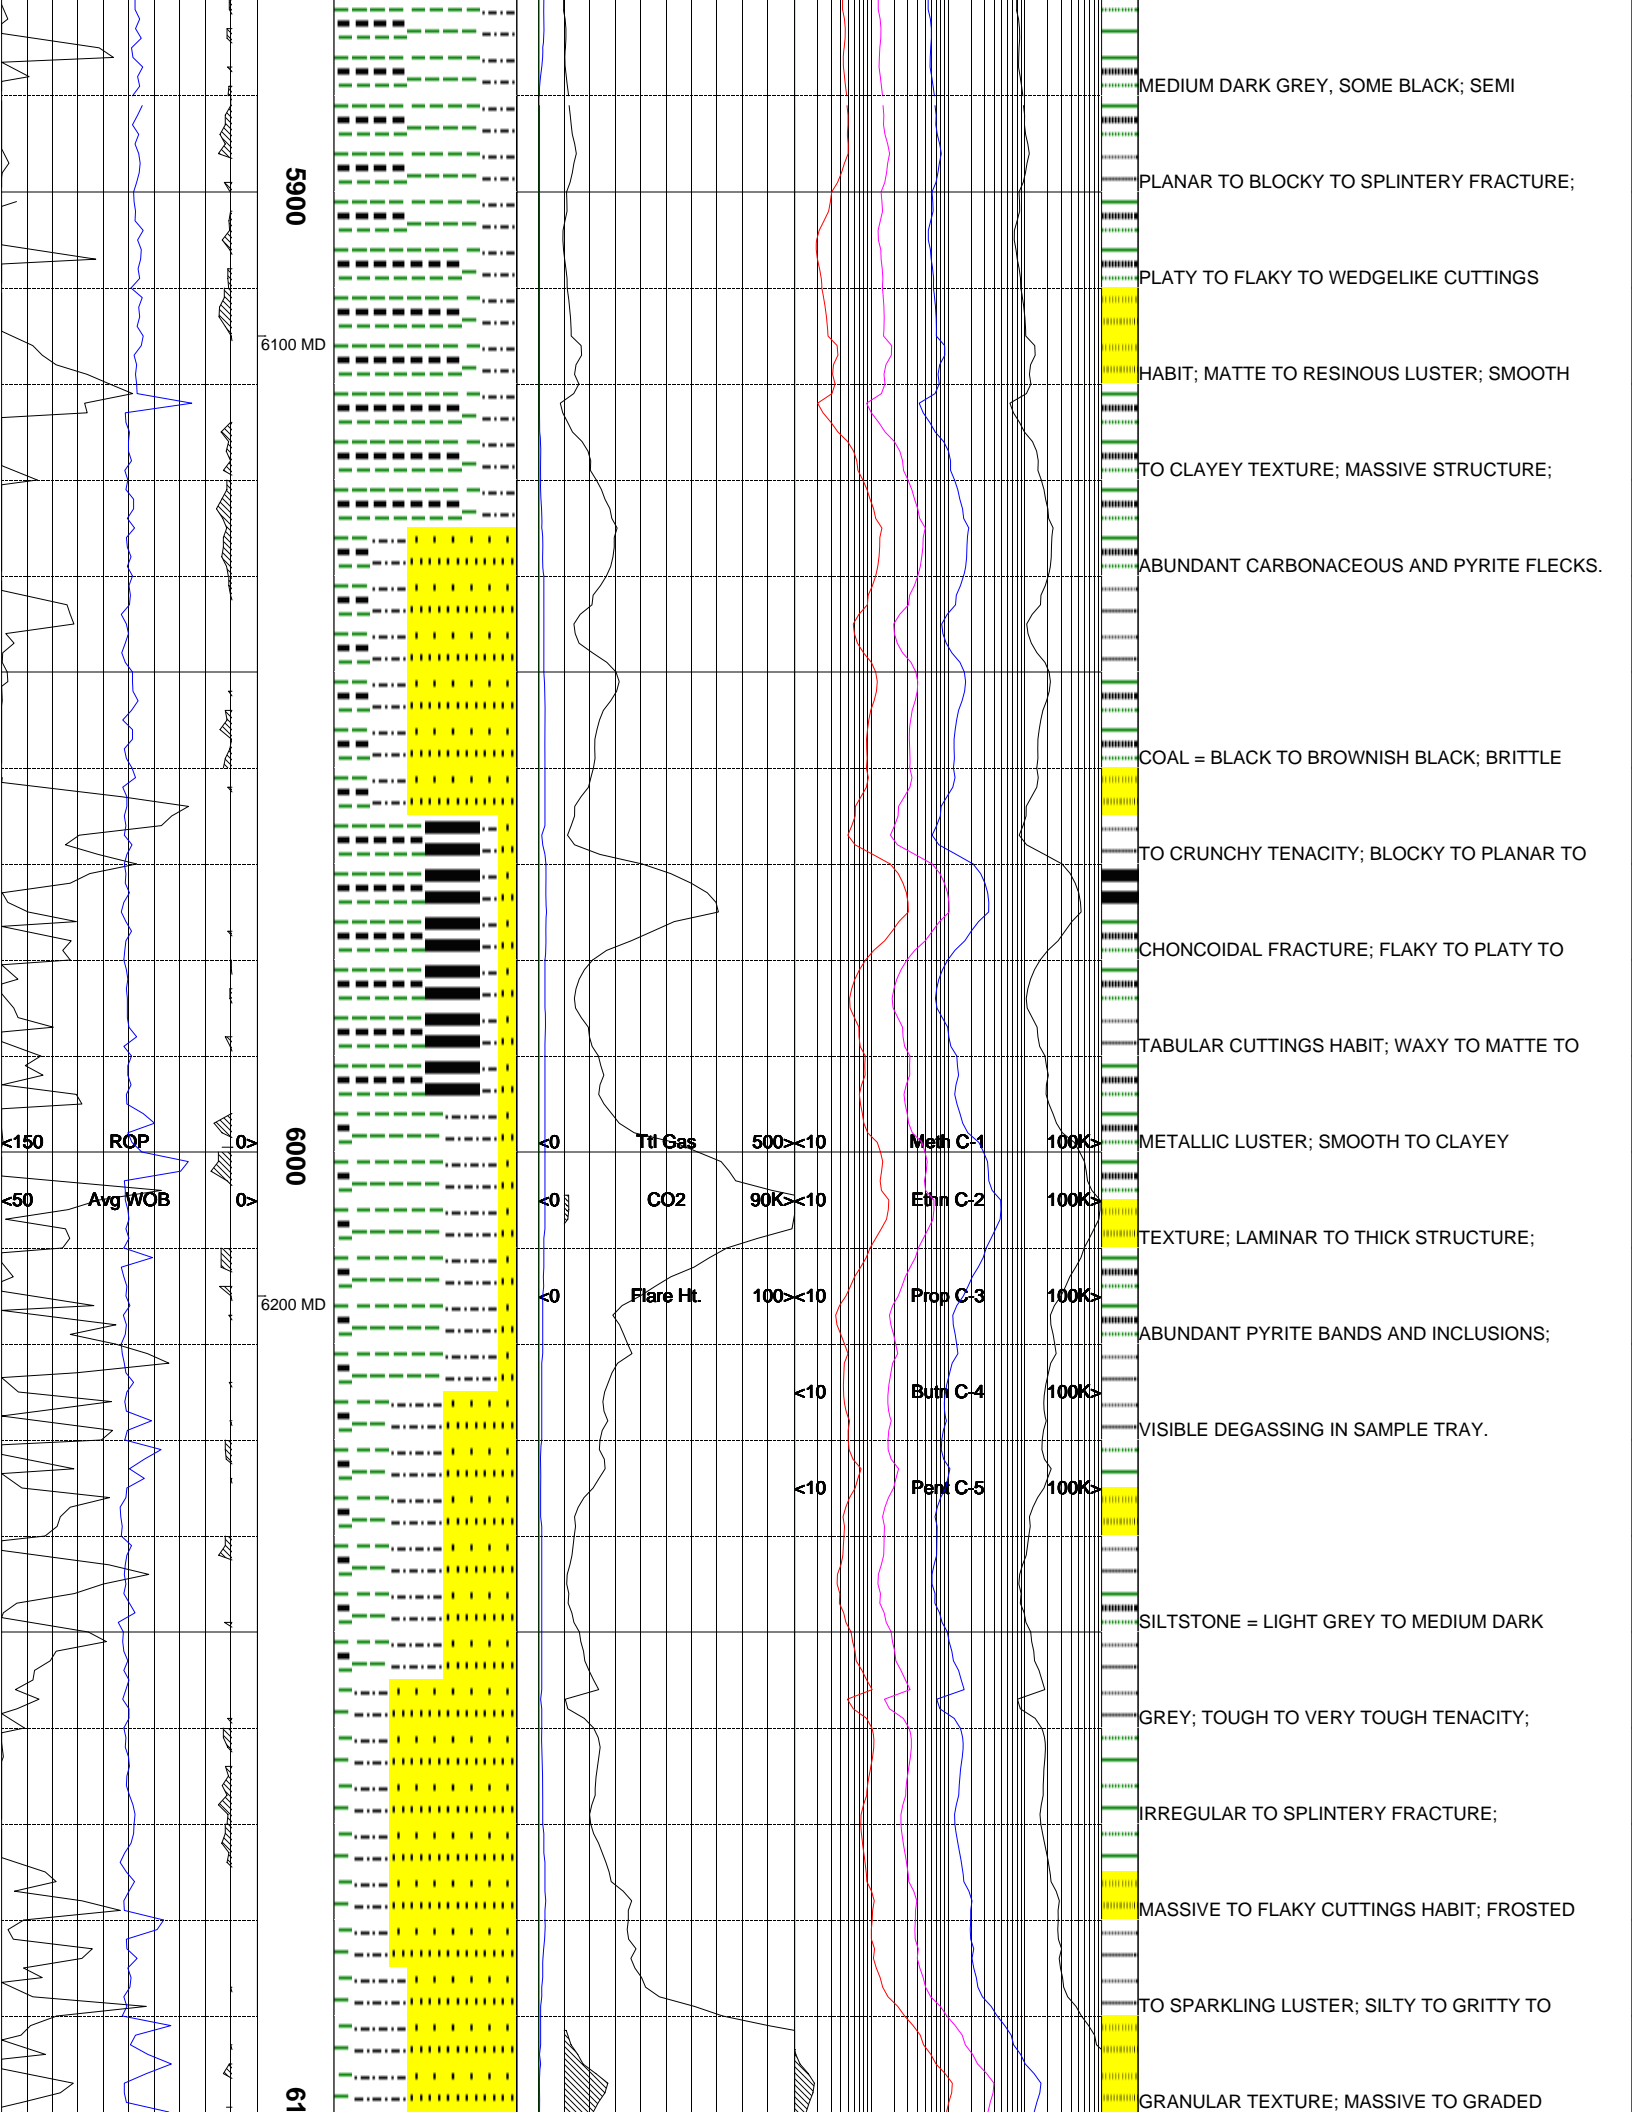 MEDIUM DARK GREY, SOME BLACK; SEMI
5900
PLANAR TO BLOCKY TO SPLINTERY FRACTURE;
PLATY TO FLAKY TO WEDGELIKE CUTTINGS
6100 MD
HABIT; MATTE TO RESINOUS LUSTER; SMOOTH
TO CLAYEY TEXTURE; MASSIVE STRUCTURE;
ABUNDANT CARBONACEOUS AND PYRITE FLECKS.
COAL = BLACK TO BROWNISH BLACK; BRITTLE
TO CRUNCHY TENACITY; BLOCKY TO PLANAR TO
CHONCOIDAL FRACTURE; FLAKY TO PLATY TO
TABULAR CUTTINGS HABIT; WAXY TO MATTE TO
<150 ROP 0> 6000 <0 Ttl Gas 500> <10 Meth C-1 100K> METALLIC LUSTER; SMOOTH TO CLAYEY
<50 Avg WOB 0> <0 CO2 90K> <10 Ethn C-2 100K>
TEXTURE; LAMINAR TO THICK STRUCTURE;
6200 MD <0 Flare Ht. 100> <10 Prop C-3 100K>
ABUNDANT PYRITE BANDS AND INCLUSIONS;
<10 Butn C-4 100K>
VISIBLE DEGASSING IN SAMPLE TRAY.
<10 Pent C-5 100K>
SILTSTONE = LIGHT GREY TO MEDIUM DARK
GREY; TOUGH TO VERY TOUGH TENACITY;
IRREGULAR TO SPLINTERY FRACTURE;
MASSIVE TO FLAKY CUTTINGS HABIT; FROSTED
TO SPARKLING LUSTER; SILTY TO GRITTY TO
61
GRANULAR TEXTURE; MASSIVE TO GRADED